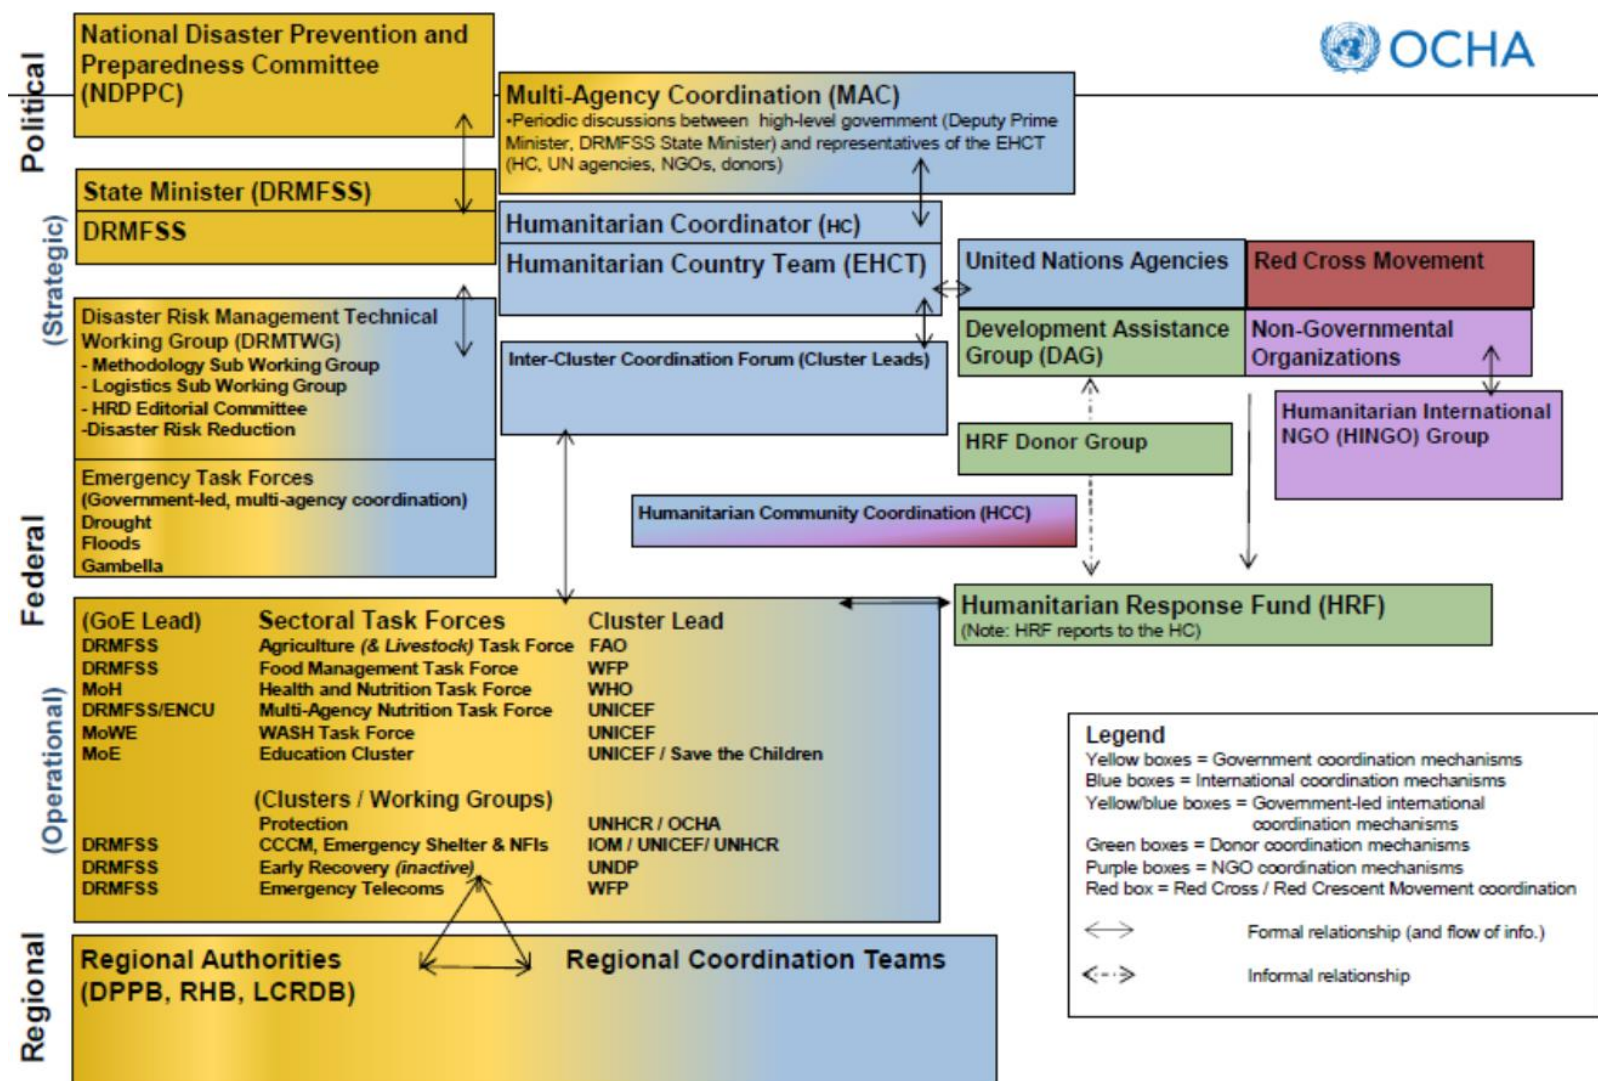 OCHA
Political
(Strategic)
Federal
(Operational)
Regional
National Disaster Prevention and
Preparedness Committee
(NDPPC)
Multi-Agency Coordination (MAC)
•Periodic discussions between high-level government (Deputy Prime
Minister, DRMFSS State Minister) and representatives of the EHCT
(HC, UN agencies, NGOs, donors)
State Minister (DRMFSS)
DRMFSS
Humanitarian Coordinator (HC)
Humanitarian Country Team (EHCT)
United Nations Agencies
Red Cross Movement
Development Assistance
Group (DAG)
Non-Governmental
Organizations
Disaster Risk Management Technical
Working Group (DRMTWG)
- Methodology Sub Working Group
- Logistics Sub Working Group
- HRD Editorial Committee
-Disaster Risk Reduction
Inter-Cluster Coordination Forum (Cluster Leads)
HRF Donor Group
Humanitarian International
NGO (HINGO) Group
Emergency Task Forces
(Government-led, multi-agency coordination)
Drought
Floods
Gambella
Humanitarian Community Coordination (HCC)
Humanitarian Response Fund (HRF)
(Note: HRF reports to the HC)
(GoE Lead) Sectoral Task Forces Cluster Lead
DRMFSS Agriculture (& Livestock) Task Force FAO
DRMFSS Food Management Task Force WFP
MoH Health and Nutrition Task Force WHO
DRMFSS/ENCU Multi-Agency Nutrition Task Force UNICEF
MoWE WASH Task Force UNICEF
MoE Education Cluster UNICEF / Save the Children
(Clusters / Working Groups)
Protection UNHCR / OCHA
DRMFSS CCCM, Emergency Shelter & NFIs IOM / UNICEF/ UNHCR
DRMFSS Early Recovery (inactive) UNDP
DRMFSS Emergency Telecoms WFP
Regional Authorities
(DPPB, RHB, LCRDB)
Regional Coordination Teams
Legend
Yellow boxes = Government coordination mechanisms
Blue boxes = International coordination mechanisms
Yellow/blue boxes = Government-led international
coordination mechanisms
Green boxes = Donor coordination mechanisms
Purple boxes = NGO coordination mechanisms
Red box = Red Cross / Red Crescent Movement coordination
Formal relationship (and flow of info.)
Informal relationship